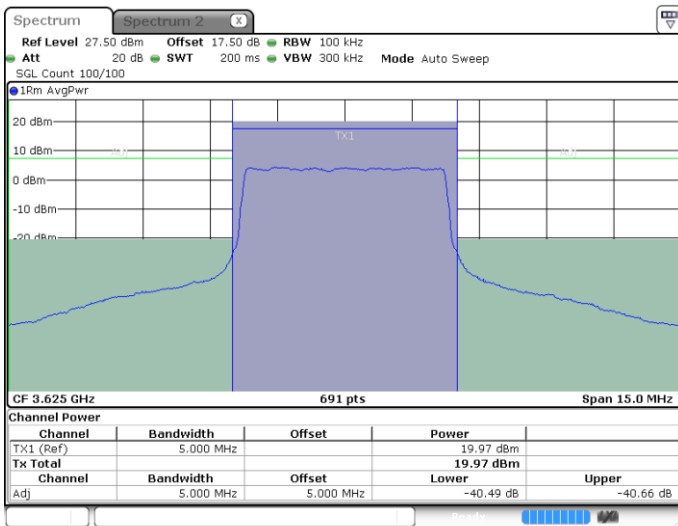 Spectrum Spectrum 2 X
Ref Level 27.50 dBm Offset 17.50 dB RBW 100 kHz
Att 20 dB SWT 200 ms VBW 300 kHz Mode Auto Sweep
SGL Count 100/100
1Rm AvgPwr
20 dBm
TX1
10 dBm Adj Adj
0 dBm
-10 dBm
-20 dBm
CF 3.625 GHz 691 pts Span 15.0 MHz
Channel Power
Channel Bandwidth Offset Power
TX1 (Ref) 5.000 MHz 19.97 dBm
Tx Total 19.97 dBm
Channel Bandwidth Offset Lower Upper
Adj 5.000 MHz 5.000 MHz -40.49 dB -40.66 dB
Ready